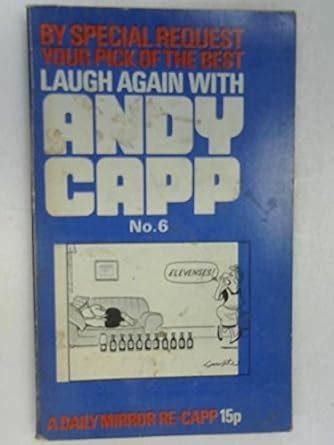 BY SPECIAL REQUEST
YOUR PICK OF THE BEST
LAUGH AGAIN WITH
ANDY
CAPP
No.6
ELEVENSES!
A DAILY MIRROR RE-CAPP 15p